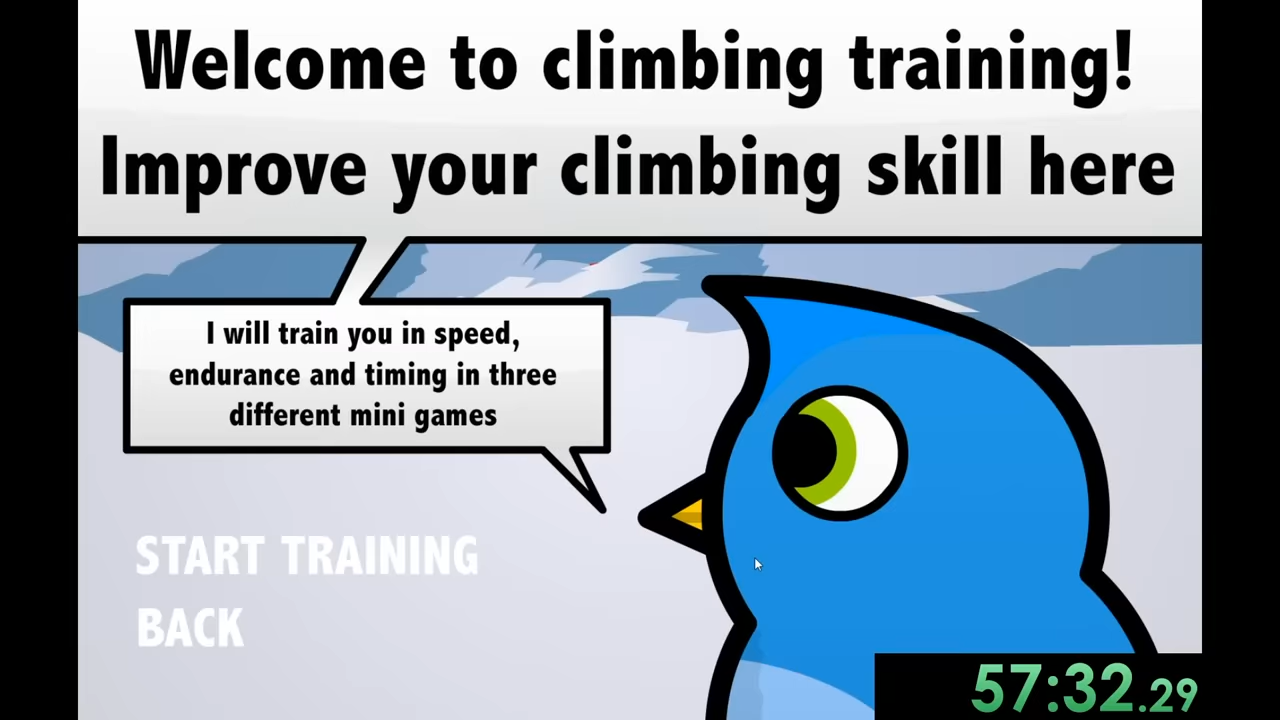 Welcome to climbing training!
Improve your climbing skill here
I will train you in speed,
endurance and timing in three
different mini games
START TRAINING
BACK
57:32.29